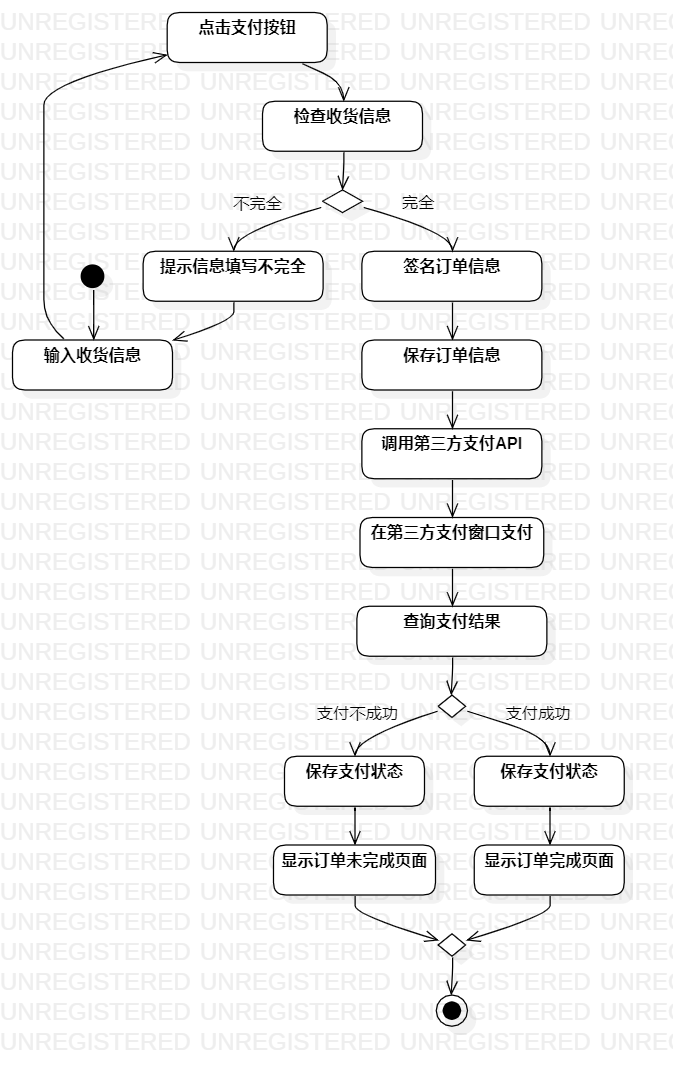 点击支付按钮
检查收货信息
不完全
完全
提示信息填写不完全
签名订单信息
输入收货信息
保存订单信息
调用第三方支付API
在第三方支付窗口支付
查询支付结果
支付不成功
支付成功
保存支付状态
保存支付状态
显示订单未完成页面
显示订单完成页面
UNREGISTERED